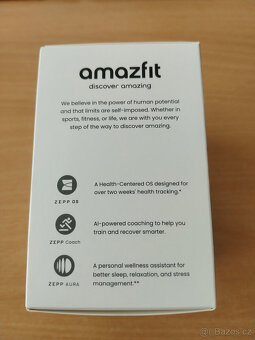 amazfit
discover amazing
We believe in the power of human potential
and that limits are self-imposed. Whether in
sports, fitness, or life, we are with you every
step of the way to discover amazing.
ZEPP OS
A Health-Centered OS designed for
over two weeks' health tracking.*
ZEPP Coach
AI-powered coaching to help you
train and recover smarter.
ZEPP AURA
A personal wellness assistant for
better sleep, relaxation, and stress
management.**
Sbazar.cz